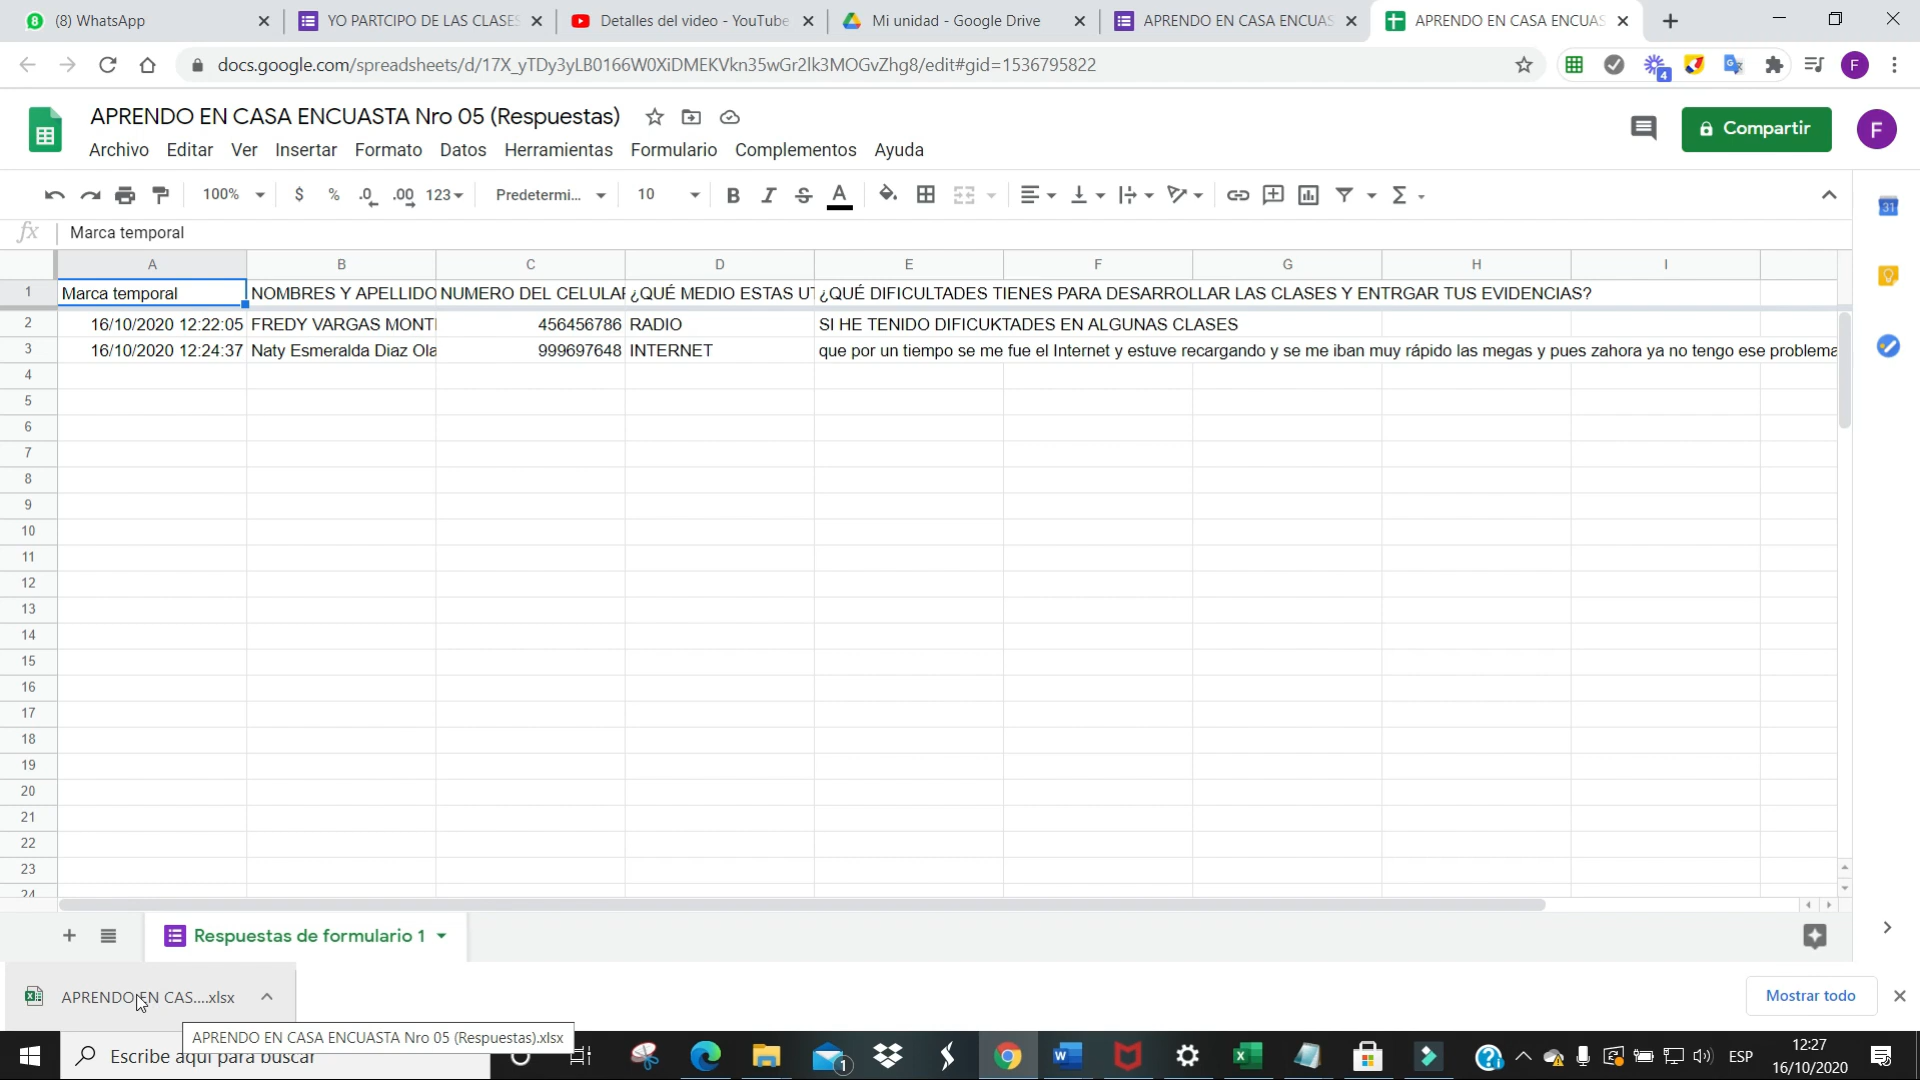 (8) WhatsApp
YO PARTCIPO DE LAS CLASES
Detalles del video - YouTube
Mi unidad - Google Drive
APRENDO EN CASA ENCUAS
APRENDO EN CASA ENCUAS
docs.google.com/spreadsheets/d/17X_yTDy3yLB0166W0XiDMEKVkn35wGr2lk3MOGvZhg8/edit#gid=1536795822
4
F
APRENDO EN CASA ENCUASTA Nro 05 (Respuestas)
Compartir
F
Archivo Editar Ver Insertar Formato Datos Herramientas Formulario Complementos Ayuda
100% $ % .0 .00 123 Predetermi... 10 B I S A Σ
31
fx Marca temporal
A B C D E F G H I
1 Marca temporal NOMBRES Y APELLIDO NUMERO DEL CELULAR ¿QUÉ MEDIO ESTAS UT ¿QUÉ DIFICULTADES TIENES PARA DESARROLLAR LAS CLASES Y ENTRGAR TUS EVIDENCIAS?
2 16/10/2020 12:22:05 FREDY VARGAS MONTI 456456786 RADIO SI HE TENIDO DIFICUKTADES EN ALGUNAS CLASES
3 16/10/2020 12:24:37 Naty Esmeralda Diaz Ola 999697648 INTERNET que por un tiempo se me fue el Internet y estuve recargando y se me iban muy rápido las megas y pues zahora ya no tengo ese problema
4
5
6
7
8
9
10
11
12
13
14
15
16
17
18
19
20
21
22
23
24
Respuestas de formulario 1
APRENDO EN CAS....xlsx
Mostrar todo
APRENDO EN CASA ENCUASTA Nro 05 (Respuestas).xlsx
Escribe aquí para buscar
1
ESP
12:27
16/10/2020